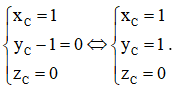 {x_C = 1 ⇔ {x_C = 1
{y_C − 1 = 0 ⇔ {y_C = 1.
{z_C = 0 ⇔ {z_C = 0